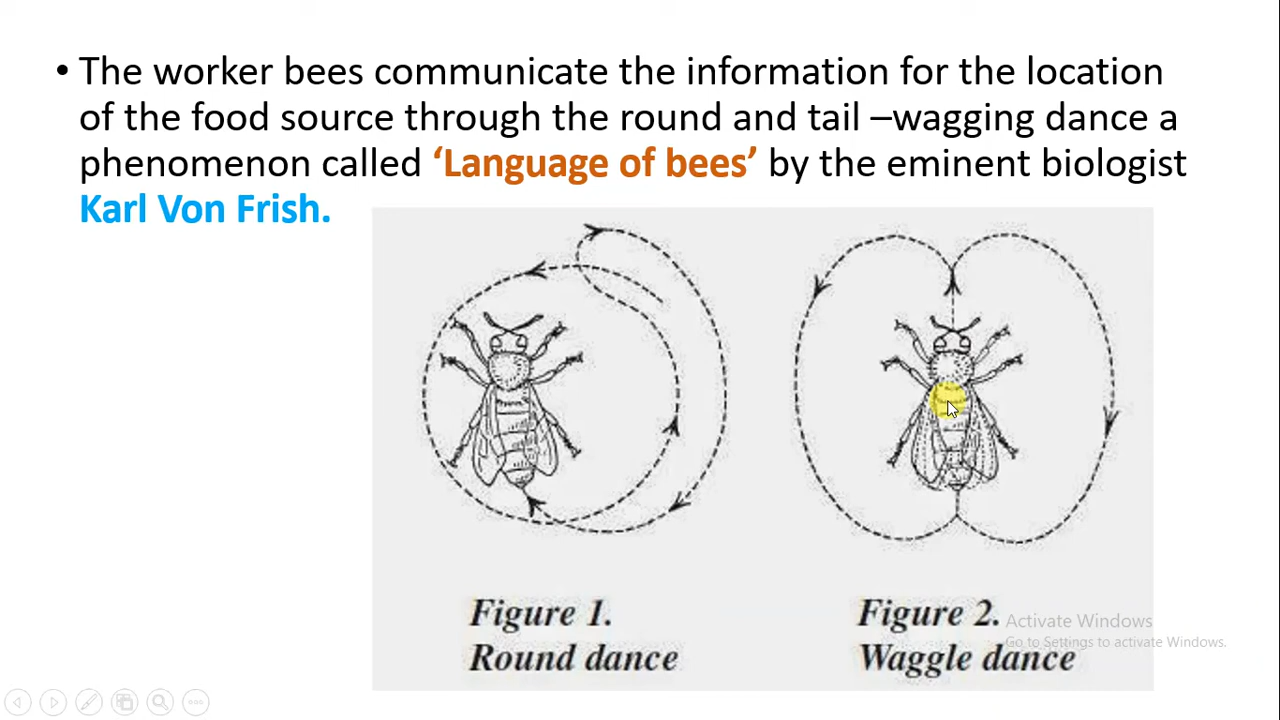 • The worker bees communicate the information for the location
of the food source through the round and tail –wagging dance a
phenomenon called ‘Language of bees’ by the eminent biologist
Karl Von Frish.
Figure 1.
Round dance
Figure 2.
Waggle dance
Activate Windows
Go to Settings to activate Windows.